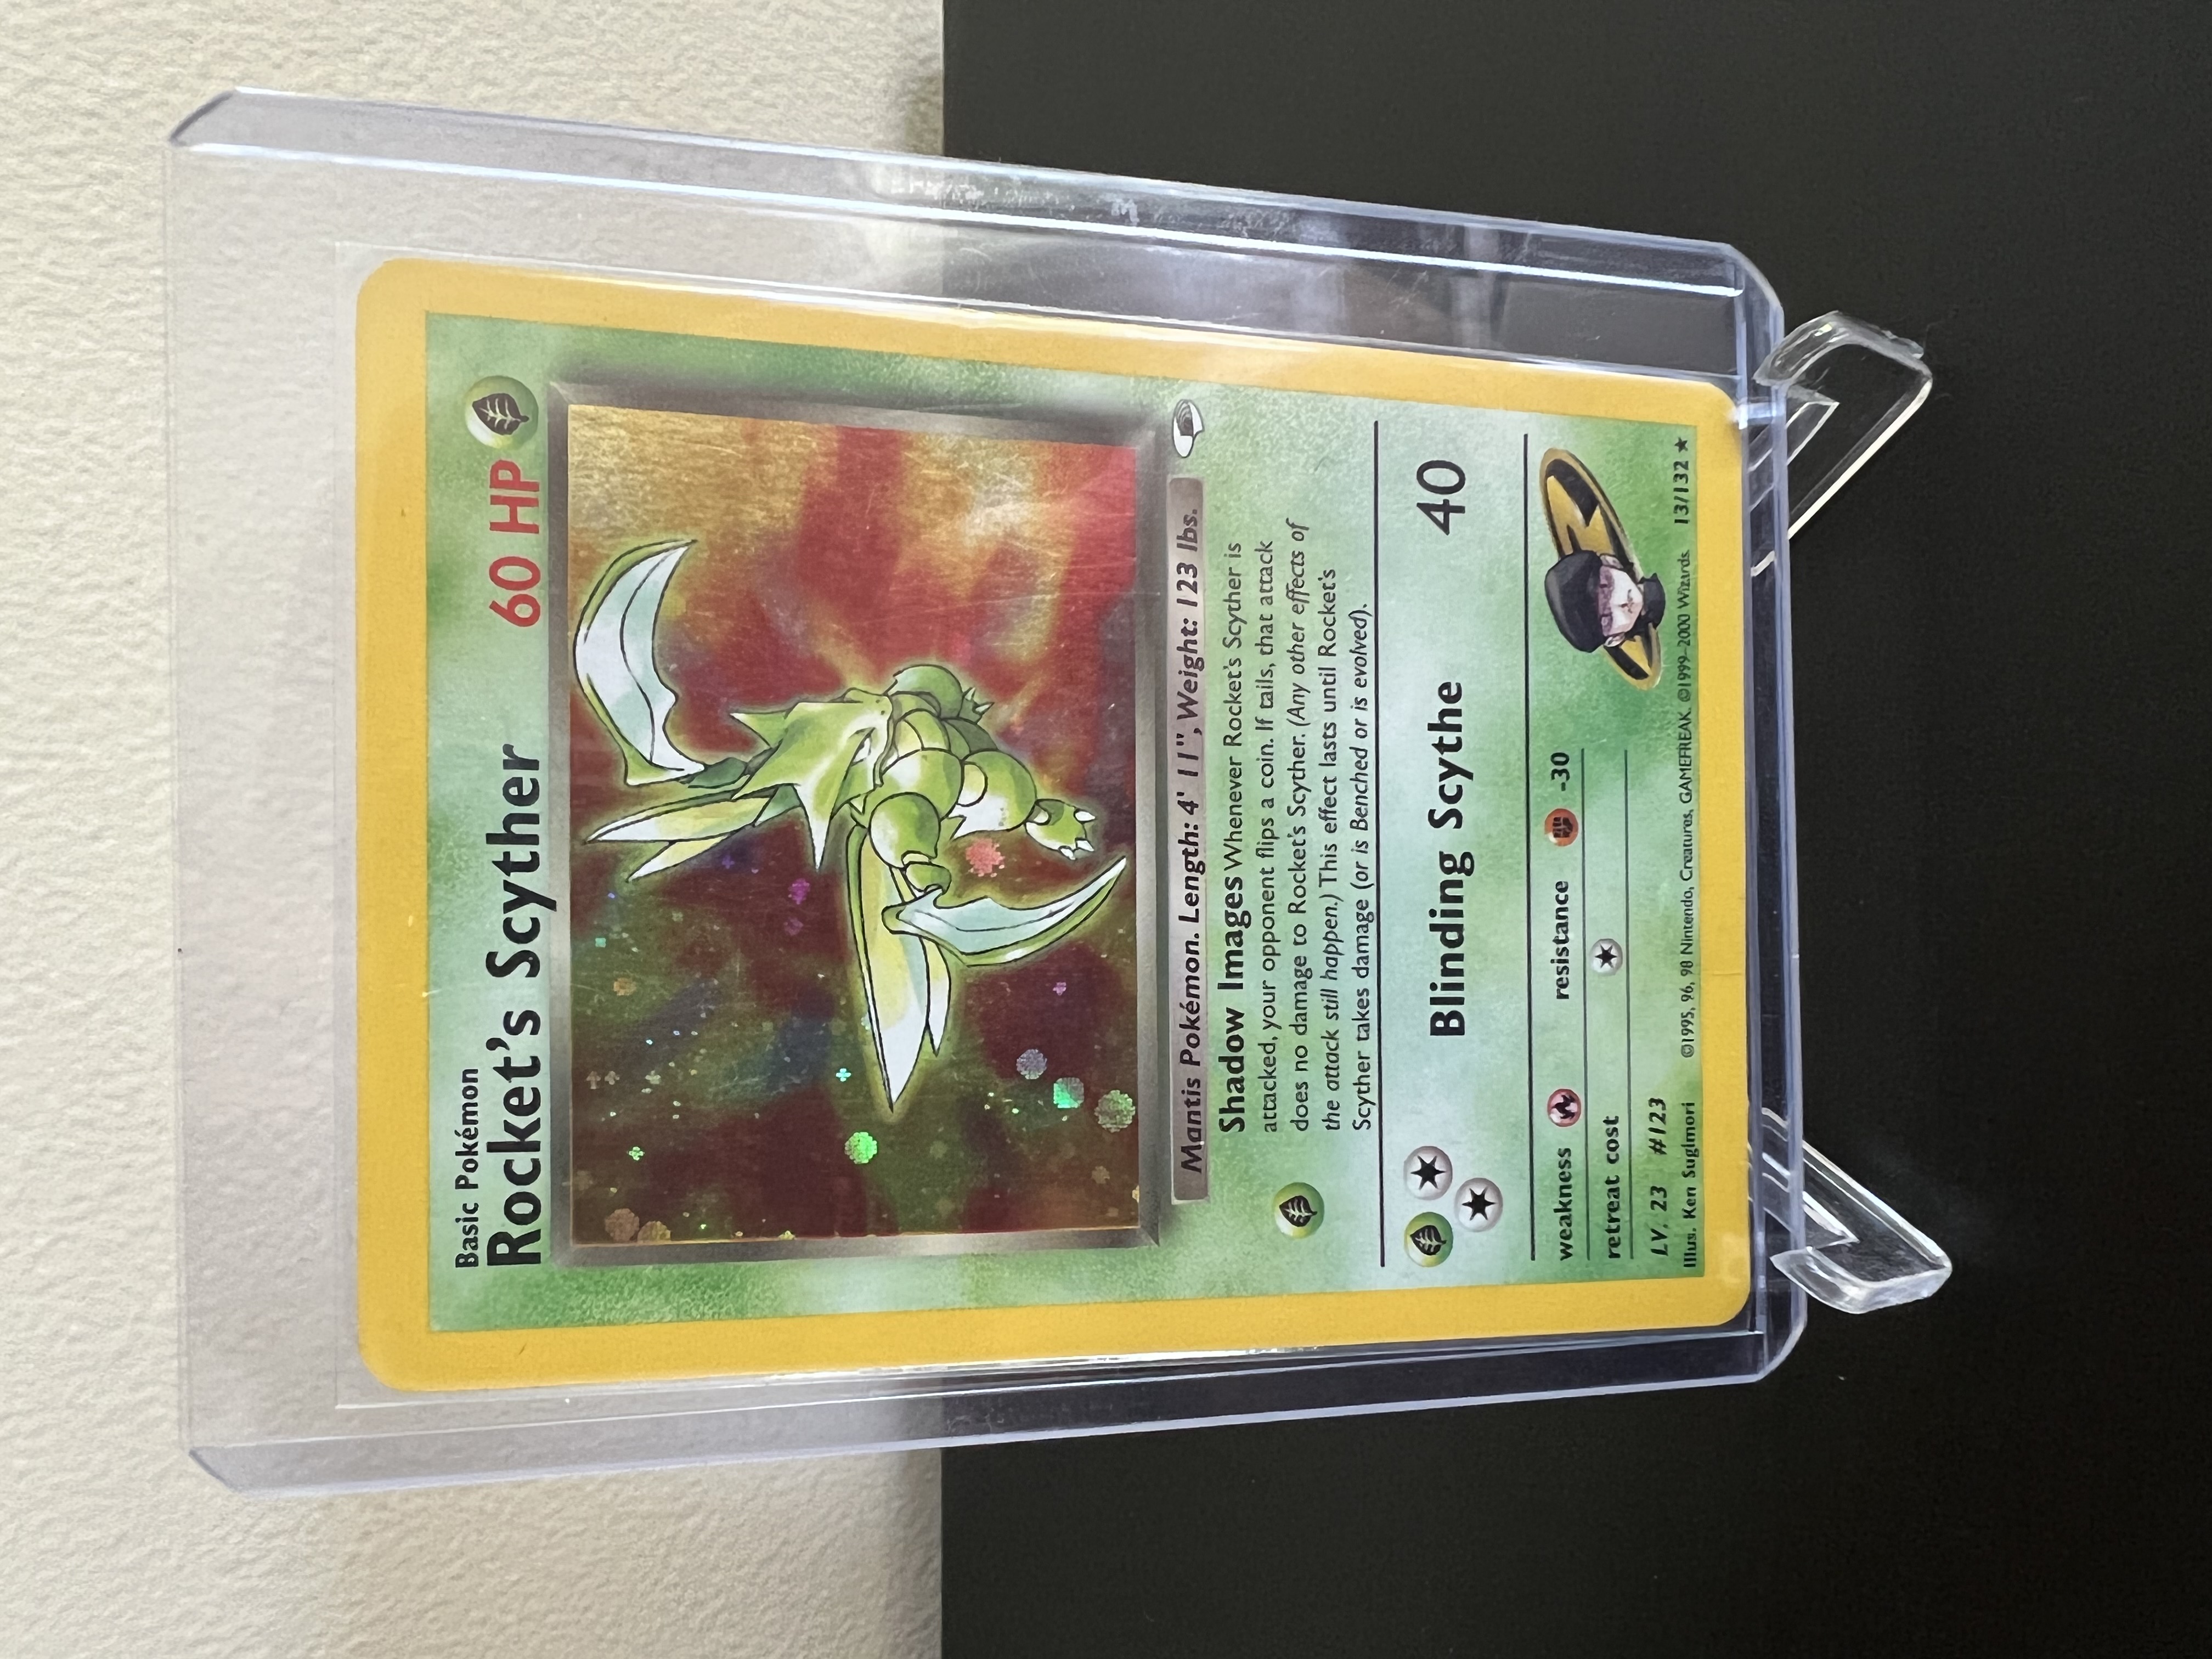 Basic Pokémon
Rocket's Scyther 60 HP
Mantis Pokémon. Length: 4' 11", Weight: 123 lbs.
Shadow Images Whenever Rocket's Scyther is
attacked, your opponent flips a coin. If tails, that attack
does no damage to Rocket's Scyther. (Any other effects of
the attack still happen.) This effect lasts until Rocket's
Scyther takes damage (or is Benched or is evolved).
Blinding Scythe 40
weakness resistance -30
retreat cost
LV. 23 #123
Illus. Ken Sugimori ©1995, 96, 98 Nintendo, Creatures, GAMEFREAK. ©1999-2000 Wizards. 13/132 ★